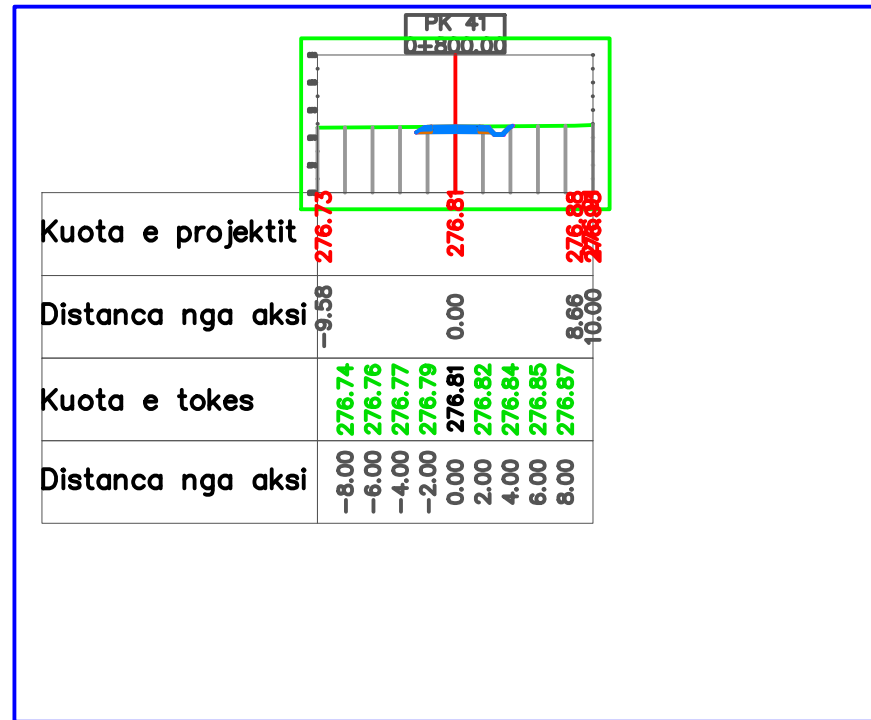 PK 41
0+800.00
Kuota e projektit 276.73 276.81 276.88
Distanca nga aksi -9.58 0.00 8.66 10.00
Kuota e tokes 276.74 276.76 276.77 276.79 276.81 276.82 276.84 276.85 276.87
Distanca nga aksi -8.00 -6.00 -4.00 -2.00 0.00 2.00 4.00 6.00 8.00